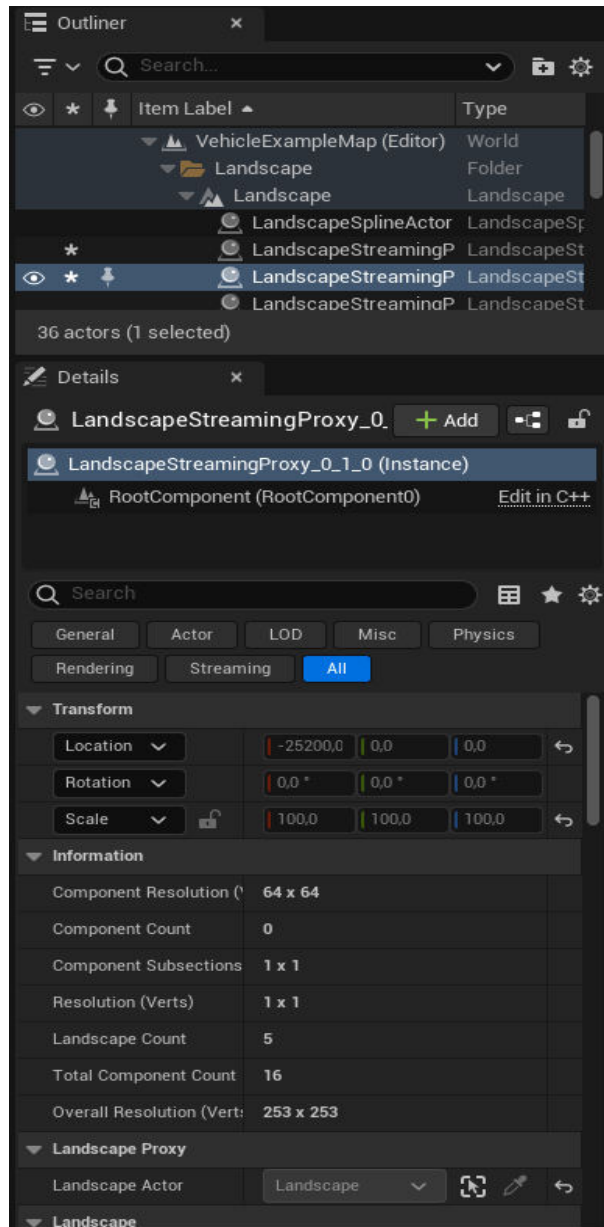 Outliner
Search...
Item Label Type
VehicleExampleMap (Editor) World
Landscape Folder
Landscape Landscape
LandscapeSplineActor LandscapeSp
LandscapeStreamingP LandscapeSt
LandscapeStreamingP LandscapeSt
LandscapeStreamingP LandscapeSt
36 actors (1 selected)
Details
LandscapeStreamingProxy_0_ + Add
LandscapeStreamingProxy_0_1_0 (Instance)
RootComponent (RootComponent0) Edit in C++
Search
General Actor LOD Misc Physics
Rendering Streaming All
Transform
Location -25200,0 0,0 0,0
Rotation 0,0 ° 0,0 ° 0,0 °
Scale 100,0 100,0 100,0
Information
Component Resolution (V 64 x 64
Component Count 0
Component Subsections 1 x 1
Resolution (Verts) 1 x 1
Landscape Count 5
Total Component Count 16
Overall Resolution (Verts 253 x 253
Landscape Proxy
Landscape Actor Landscape
Landscape